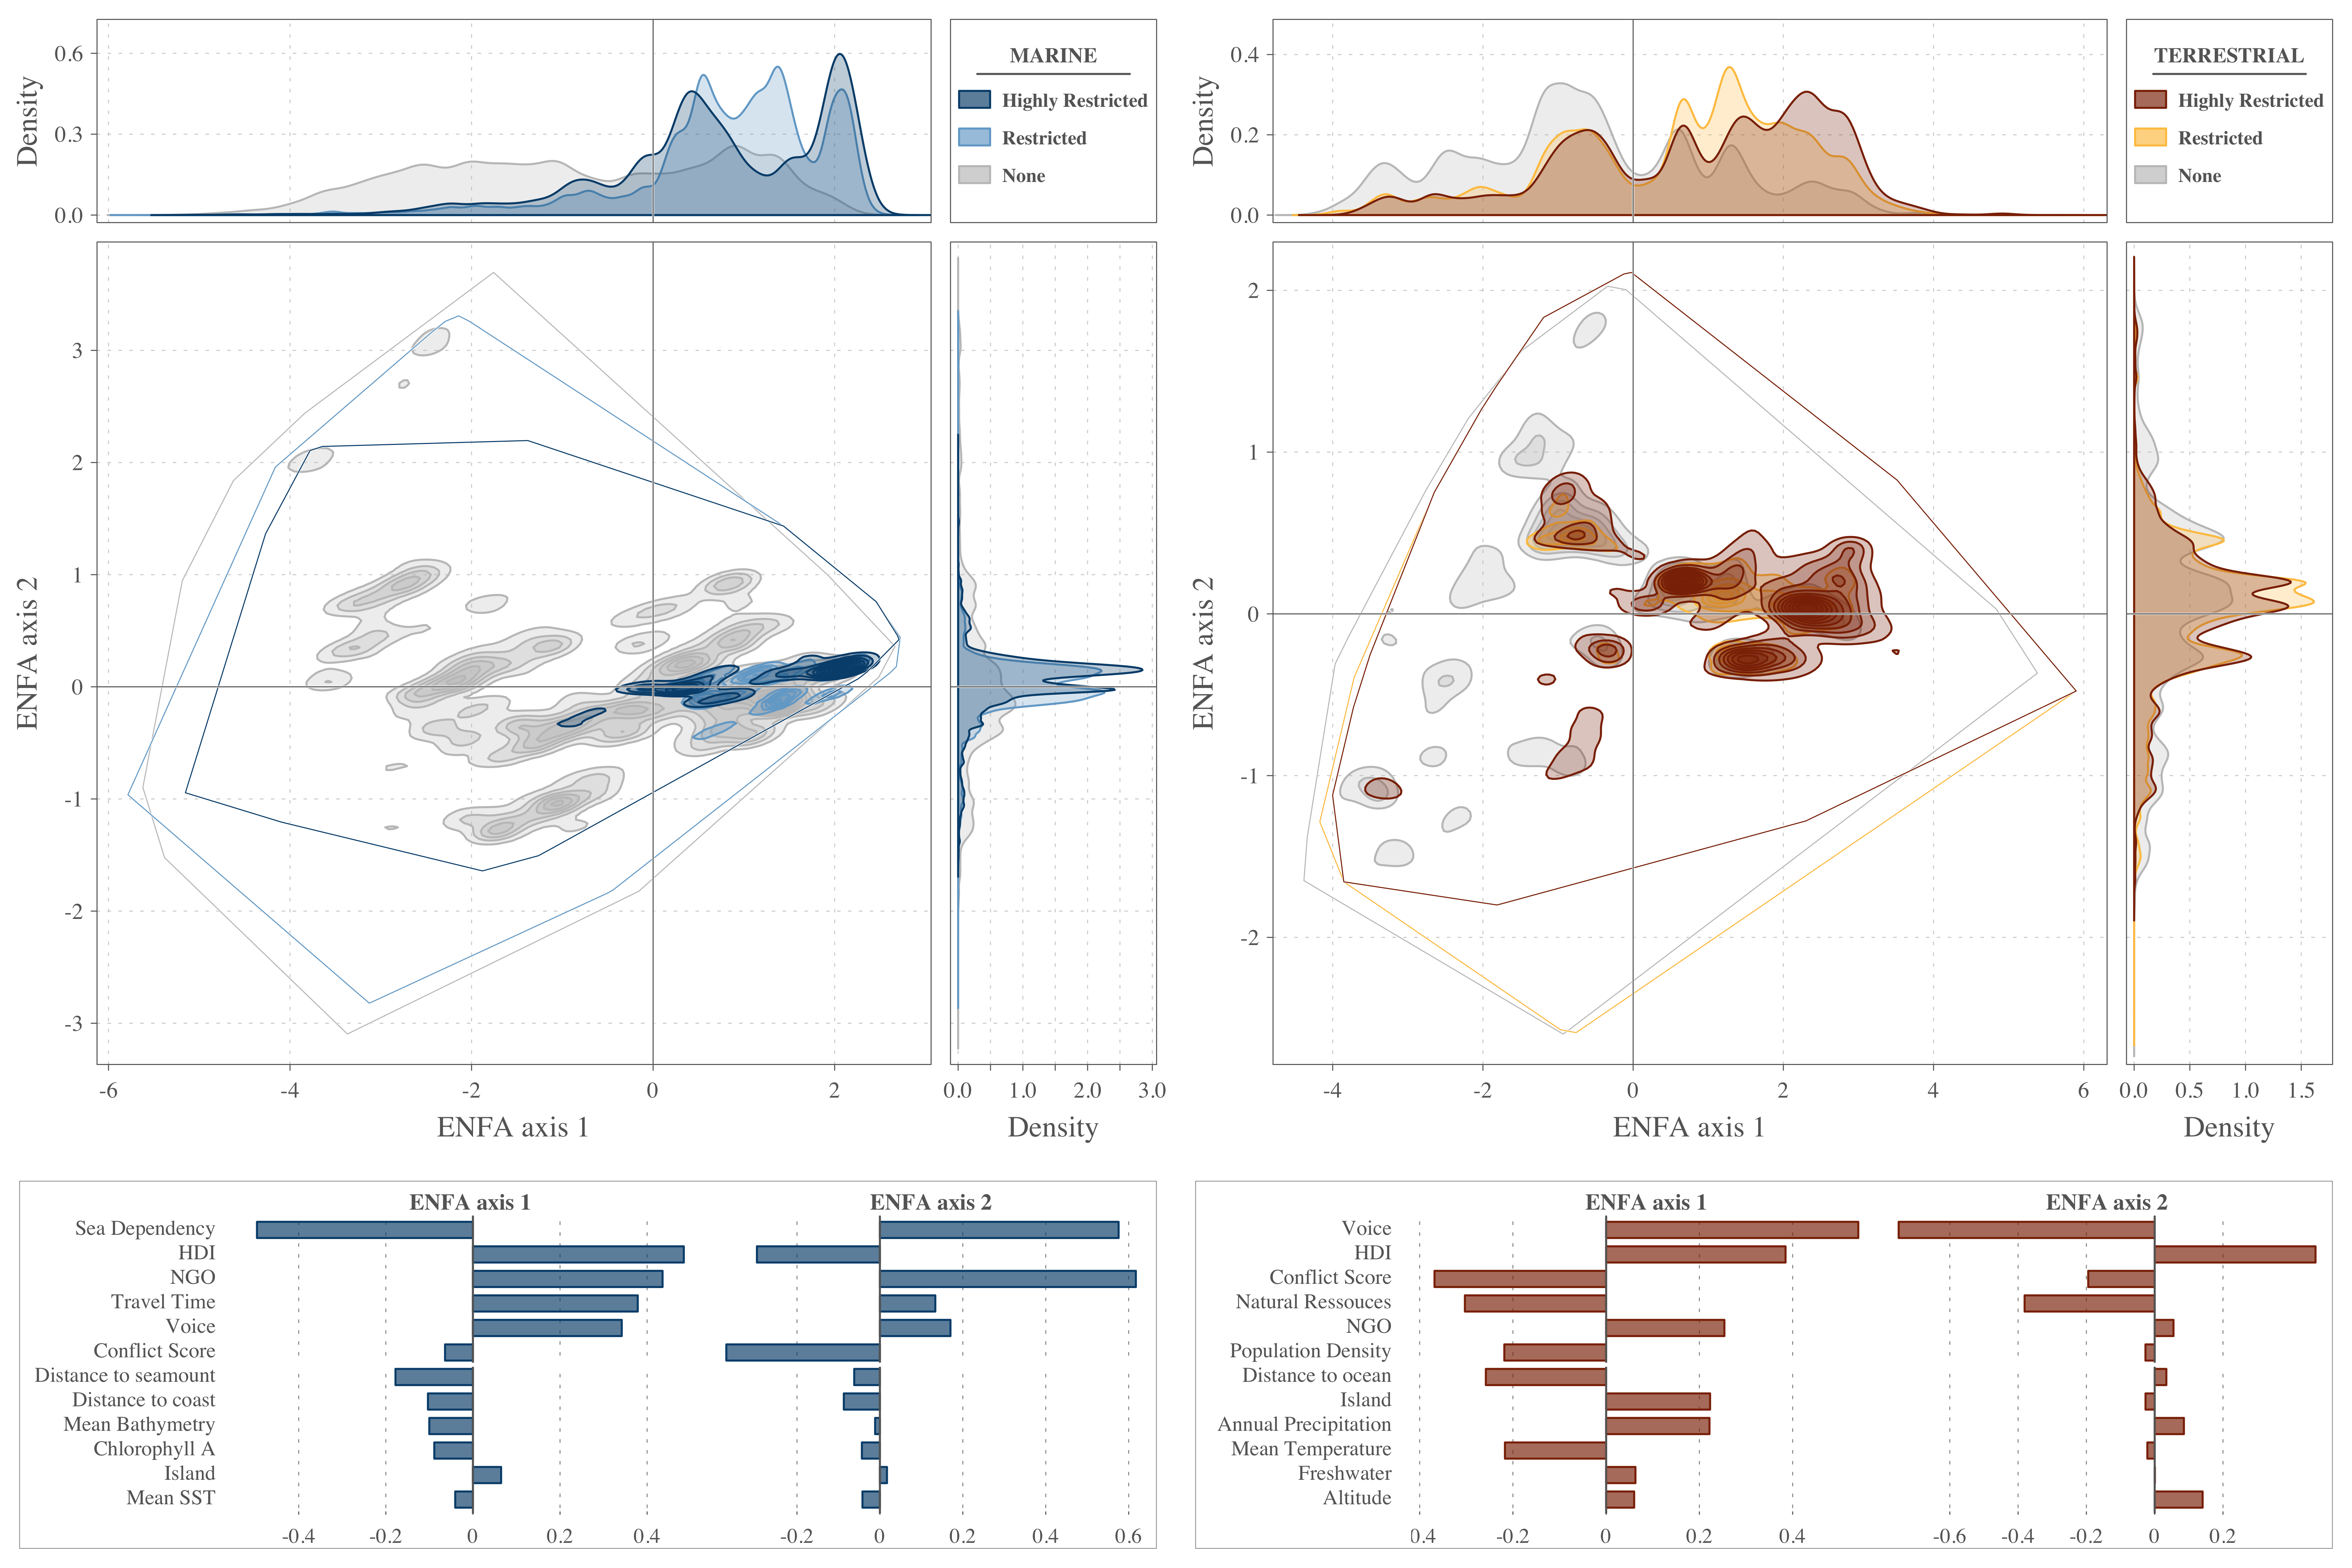 Density
0.6
0.3
0.0
MARINE
Highly Restricted
Restricted
None
ENFA axis 2
3
2
1
0
-1
-2
-3
-6 -4 -2 0 2
ENFA axis 1
0.0 1.0 2.0 3.0
Density
Density
0.4
0.2
0.0
TERRESTRIAL
Highly Restricted
Restricted
None
ENFA axis 2
2
1
0
-1
-2
-4 -2 0 2 4 6
ENFA axis 1
0.0 0.5 1.0 1.5
Density
ENFA axis 1 ENFA axis 2
Sea Dependency
HDI
NGO
Travel Time
Voice
Conflict Score
Distance to seamount
Distance to coast
Mean Bathymetry
Chlorophyll A
Island
Mean SST
-0.4 -0.2 0 0.2 0.4 -0.2 0 0.2 0.4 0.6
ENFA axis 1 ENFA axis 2
Voice
HDI
Conflict Score
Natural Ressouces
NGO
Population Density
Distance to ocean
Island
Annual Precipitation
Mean Temperature
Freshwater
Altitude
0.4 -0.2 0 0.2 0.4 -0.6 -0.4 -0.2 0 0.2